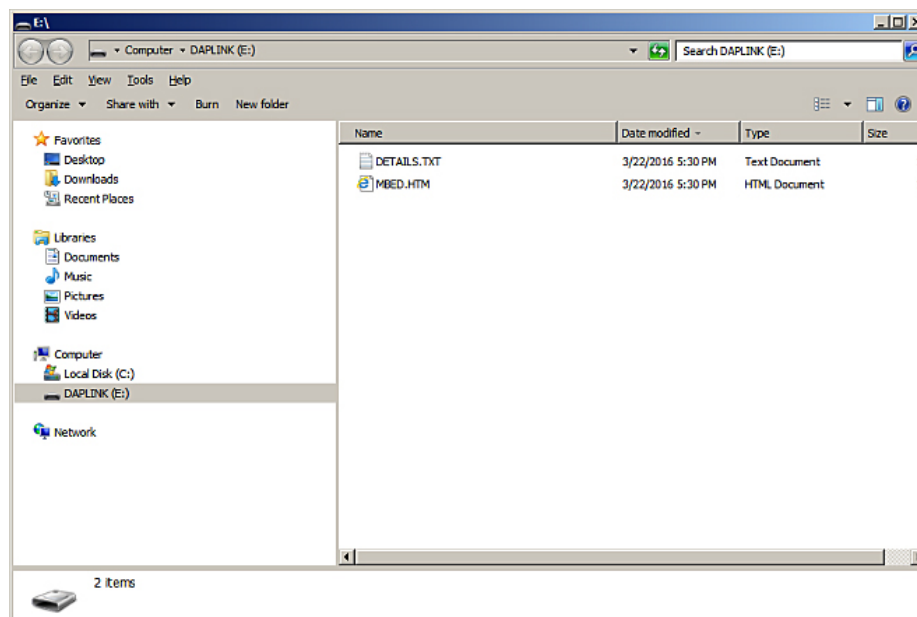 E:\
Computer DAPLINK (E:)
Search DAPLINK (E:)
File Edit View Tools Help
Organize Share with Burn New folder
Name Date modified Type Size
Favorites
Desktop
Downloads
Recent Places
Libraries
Documents
Music
Pictures
Videos
Computer
Local Disk (C:)
DAPLINK (E:)
Network
DETAILS.TXT 3/22/2016 5:30 PM Text Document
MBED.HTM 3/22/2016 5:30 PM HTML Document
2 items